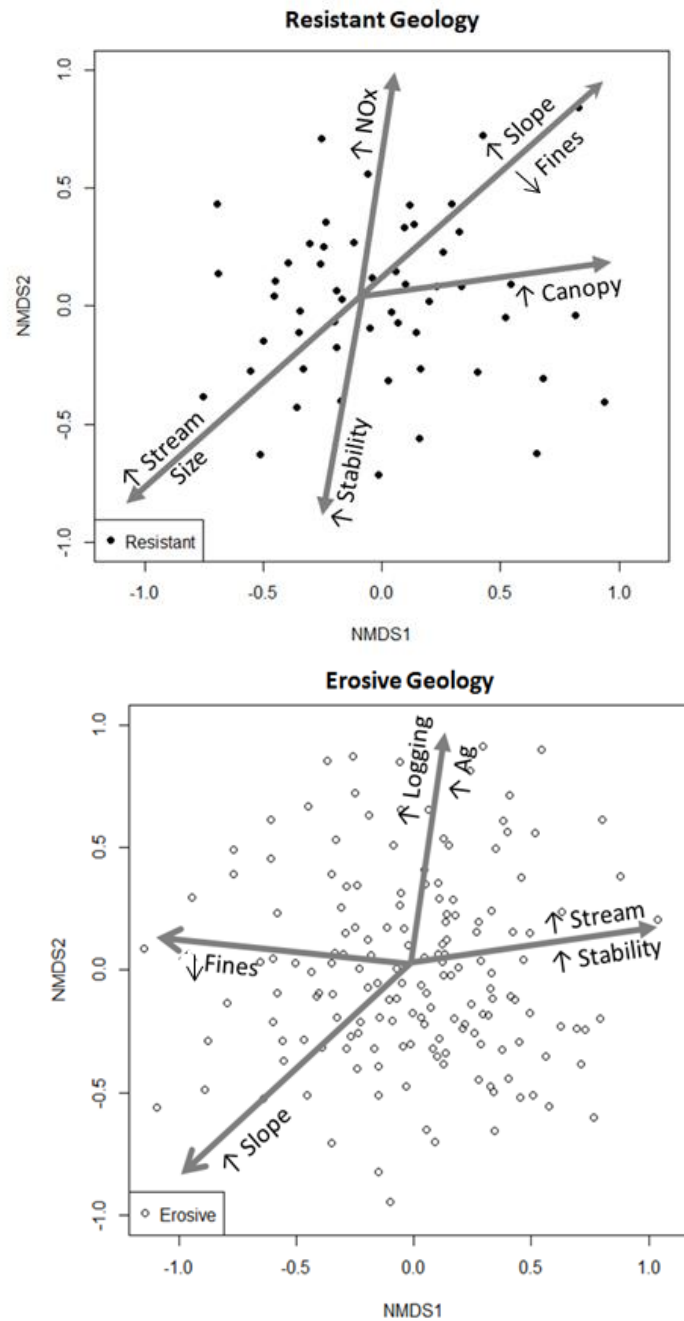 Resistant Geology
1.0
0.5
0.0
-0.5
-1.0
NMDS2
↑ NOx
↑ Slope
↓ Fines
↑ Canopy
↑ Stream
Size
↑ Stability
Resistant
-1.0 -0.5 0.0 0.5 1.0
NMDS1
Erosive Geology
1.0
0.5
0.0
-0.5
-1.0
NMDS2
↑ Logging
↑ Ag
↑ Stream
↑ Stability
↓Fines
↑ Slope
Erosive
-1.0 -0.5 0.0 0.5 1.0
NMDS1